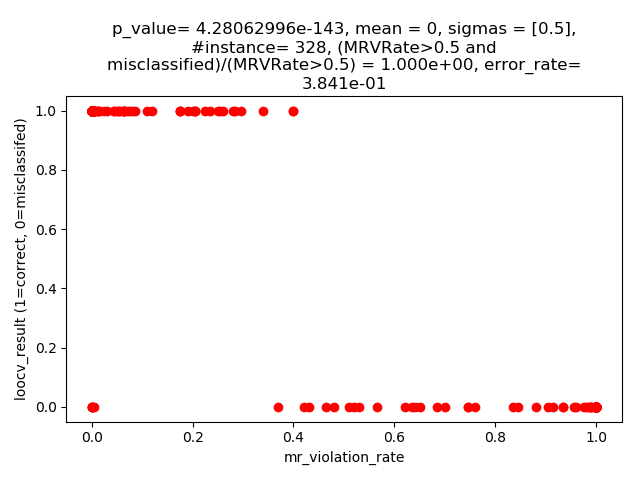 p_value= 4.28062996e-143, mean = 0, sigmas = [0.5],
#instance= 328, (MRVRate>0.5 and
misclassified)/(MRVRate>0.5) = 1.000e+00, error_rate=
3.841e-01
1.0
0.8
0.6
0.4
0.2
0.0
loocv_result (1=correct, 0=misclassifed)
0.0 0.2 0.4 0.6 0.8 1.0
mr_violation_rate